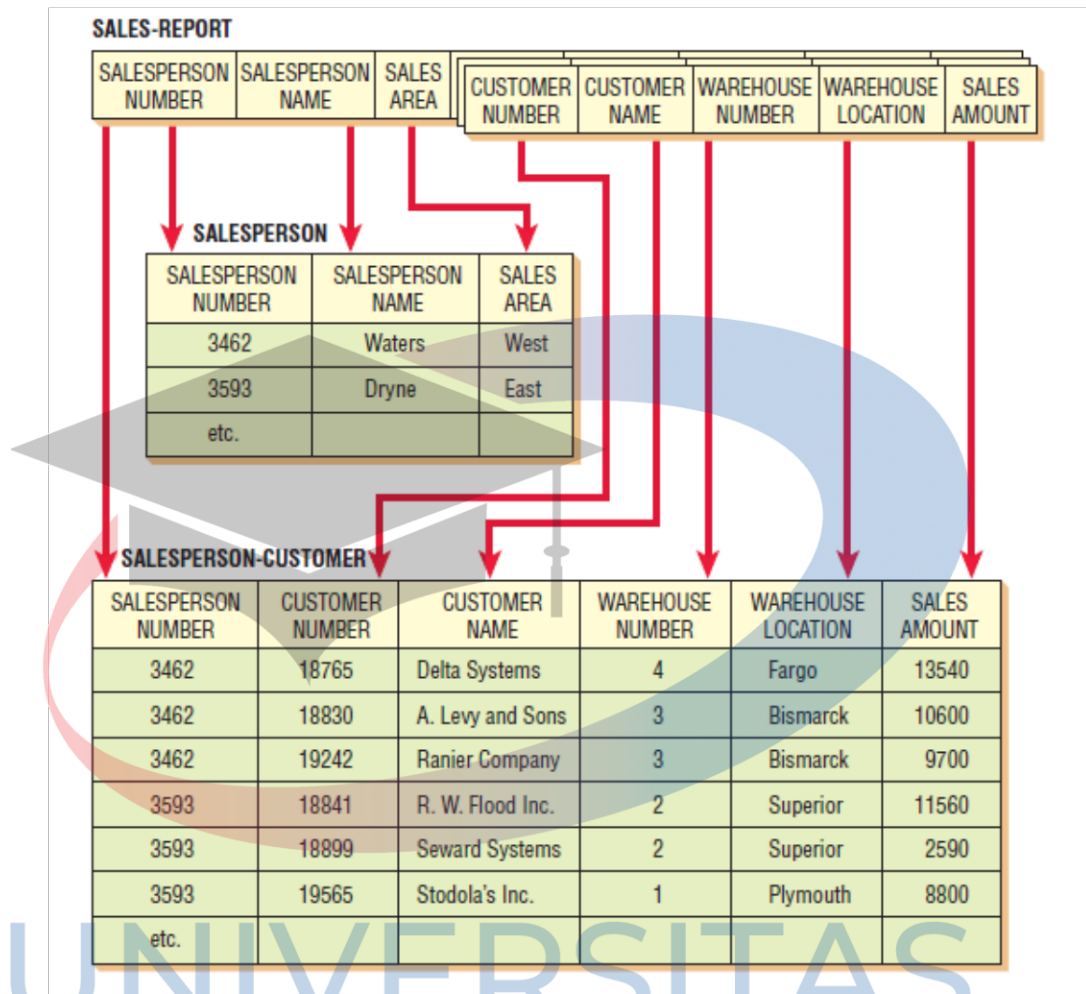 SALES-REPORT
SALESPERSON NUMBER SALESPERSON NAME SALES AREA CUSTOMER NUMBER CUSTOMER NAME WAREHOUSE NUMBER WAREHOUSE LOCATION SALES AMOUNT
SALESPERSON
SALESPERSON NUMBER SALESPERSON NAME SALES AREA
3462 Waters West
3593 Dryne East
etc.
SALESPERSON-CUSTOMER
SALESPERSON NUMBER CUSTOMER NUMBER CUSTOMER NAME WAREHOUSE NUMBER WAREHOUSE LOCATION SALES AMOUNT
3462 18765 Delta Systems 4 Fargo 13540
3462 18830 A. Levy and Sons 3 Bismarck 10600
3462 19242 Ranier Company 3 Bismarck 9700
3593 18841 R. W. Flood Inc. 2 Superior 11560
3593 18899 Seward Systems 2 Superior 2590
3593 19565 Stodola's Inc. 1 Plymouth 8800
etc.
UNIVERSITAS